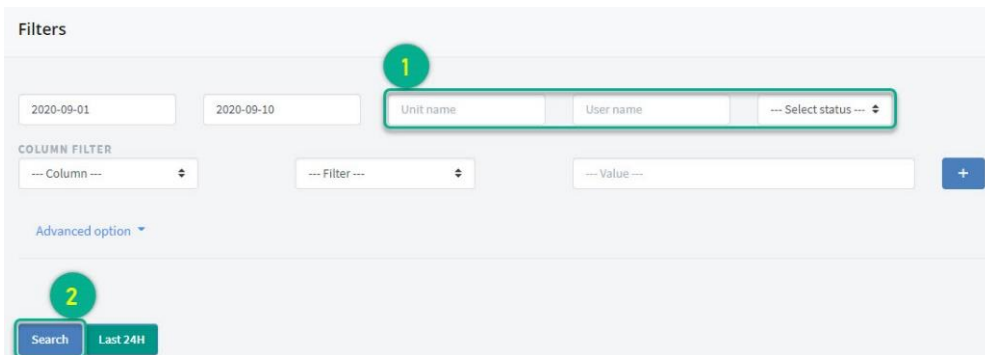 Filters
1
2020-09-01 2020-09-10 Unit name User name --- Select status ---
COLUMN FILTER
--- Column --- --- Filter --- --- Value --- +
Advanced option
2
Search Last 24H